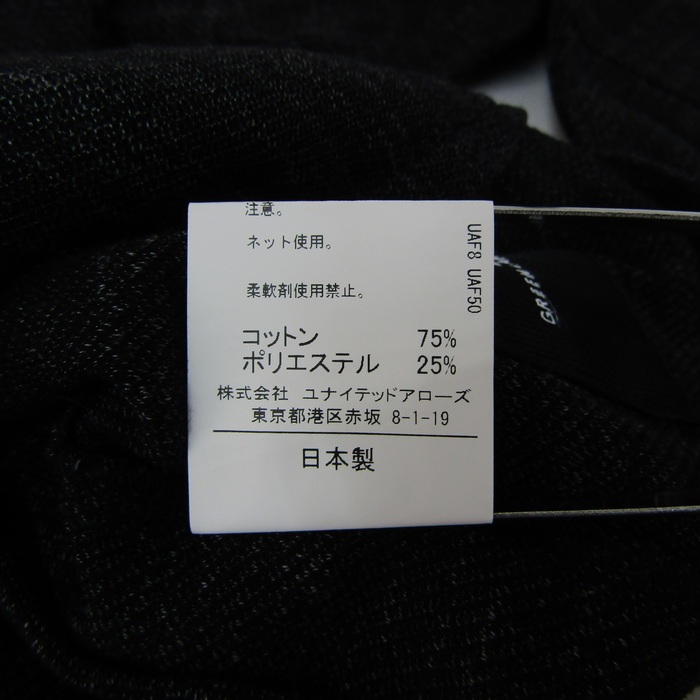 注意。
ネット使用。
柔軟剤使用禁止。
コットン 75%
ポリエステル 25%
株式会社 ユナイテッドアローズ
東京都港区赤坂 8-1-19
日本製
UAF8 UAF50
GREEN